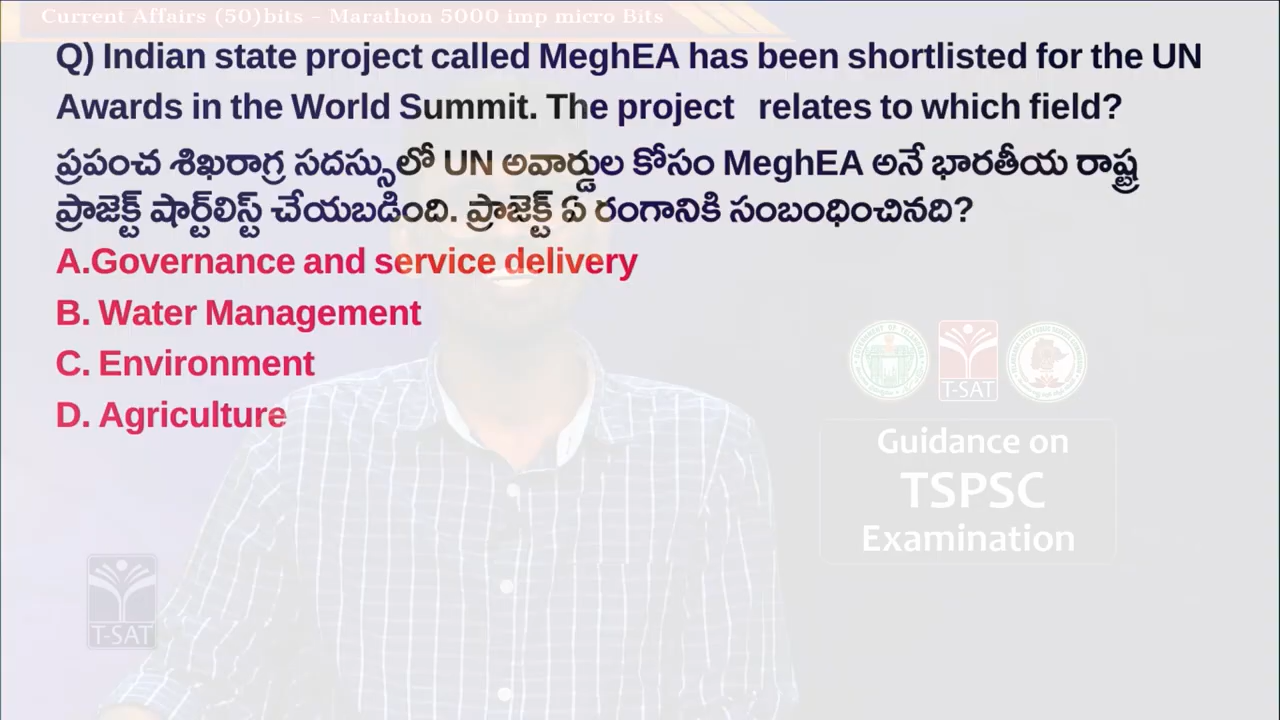 Current Affairs (50)bits - Marathon 5000 imp micro Bits
Q) Indian state project called MeghEA has been shortlisted for the UN
Awards in the World Summit. The project relates to which field?
ప్రపంచ శిఖరాగ్ర సదస్సులో UN అవార్డుల కోసం MeghEA అనే భారతీయ రాష్ట్ర
ప్రాజెక్ట్ షార్ట్‌లిస్ట్ చేయబడింది. ప్రాజెక్ట్ ఏ రంగానికి సంబంధించినది?
A.Governance and service delivery
B. Water Management
C. Environment
D. Agriculture
T-SAT
Guidance on
TSPSC
Examination
T-SAT